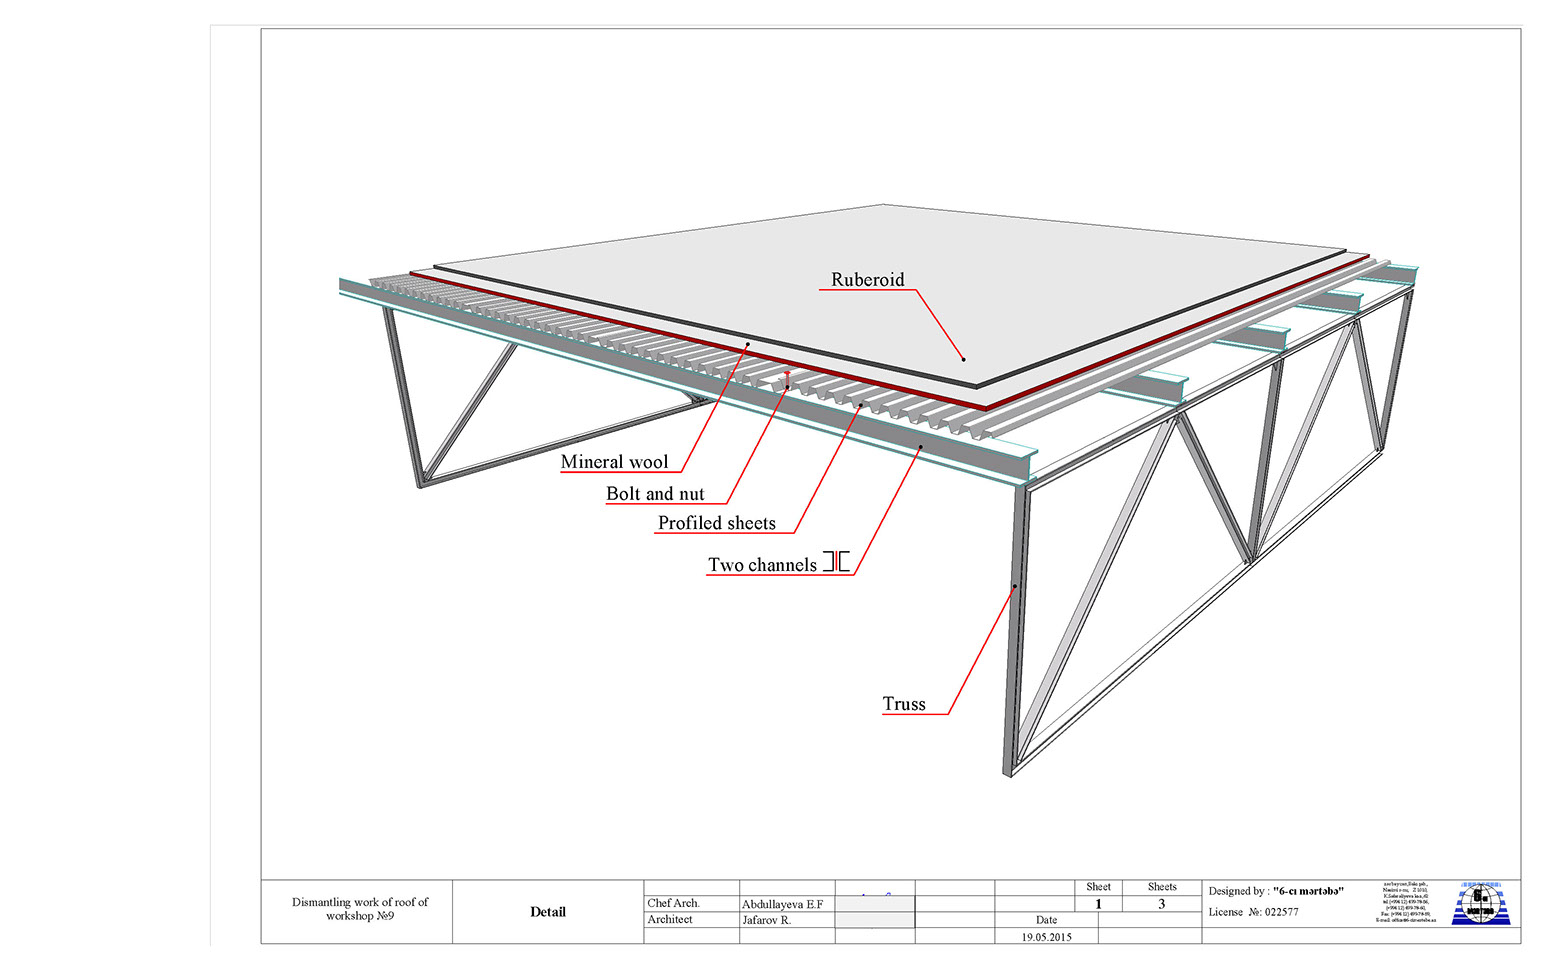 Ruberoid
Mineral wool
Bolt and nut
Profiled sheets
Two channels
Truss
Dismantling work of roof of
workshop №9
Detail
Chef Arch.
Abdullayeva E.F
Architect
Jafarov R.
Sheet
Sheets
1
3
Date
19.05.2015
Designed by : "6-cı mərtəbə"
License №: 022577